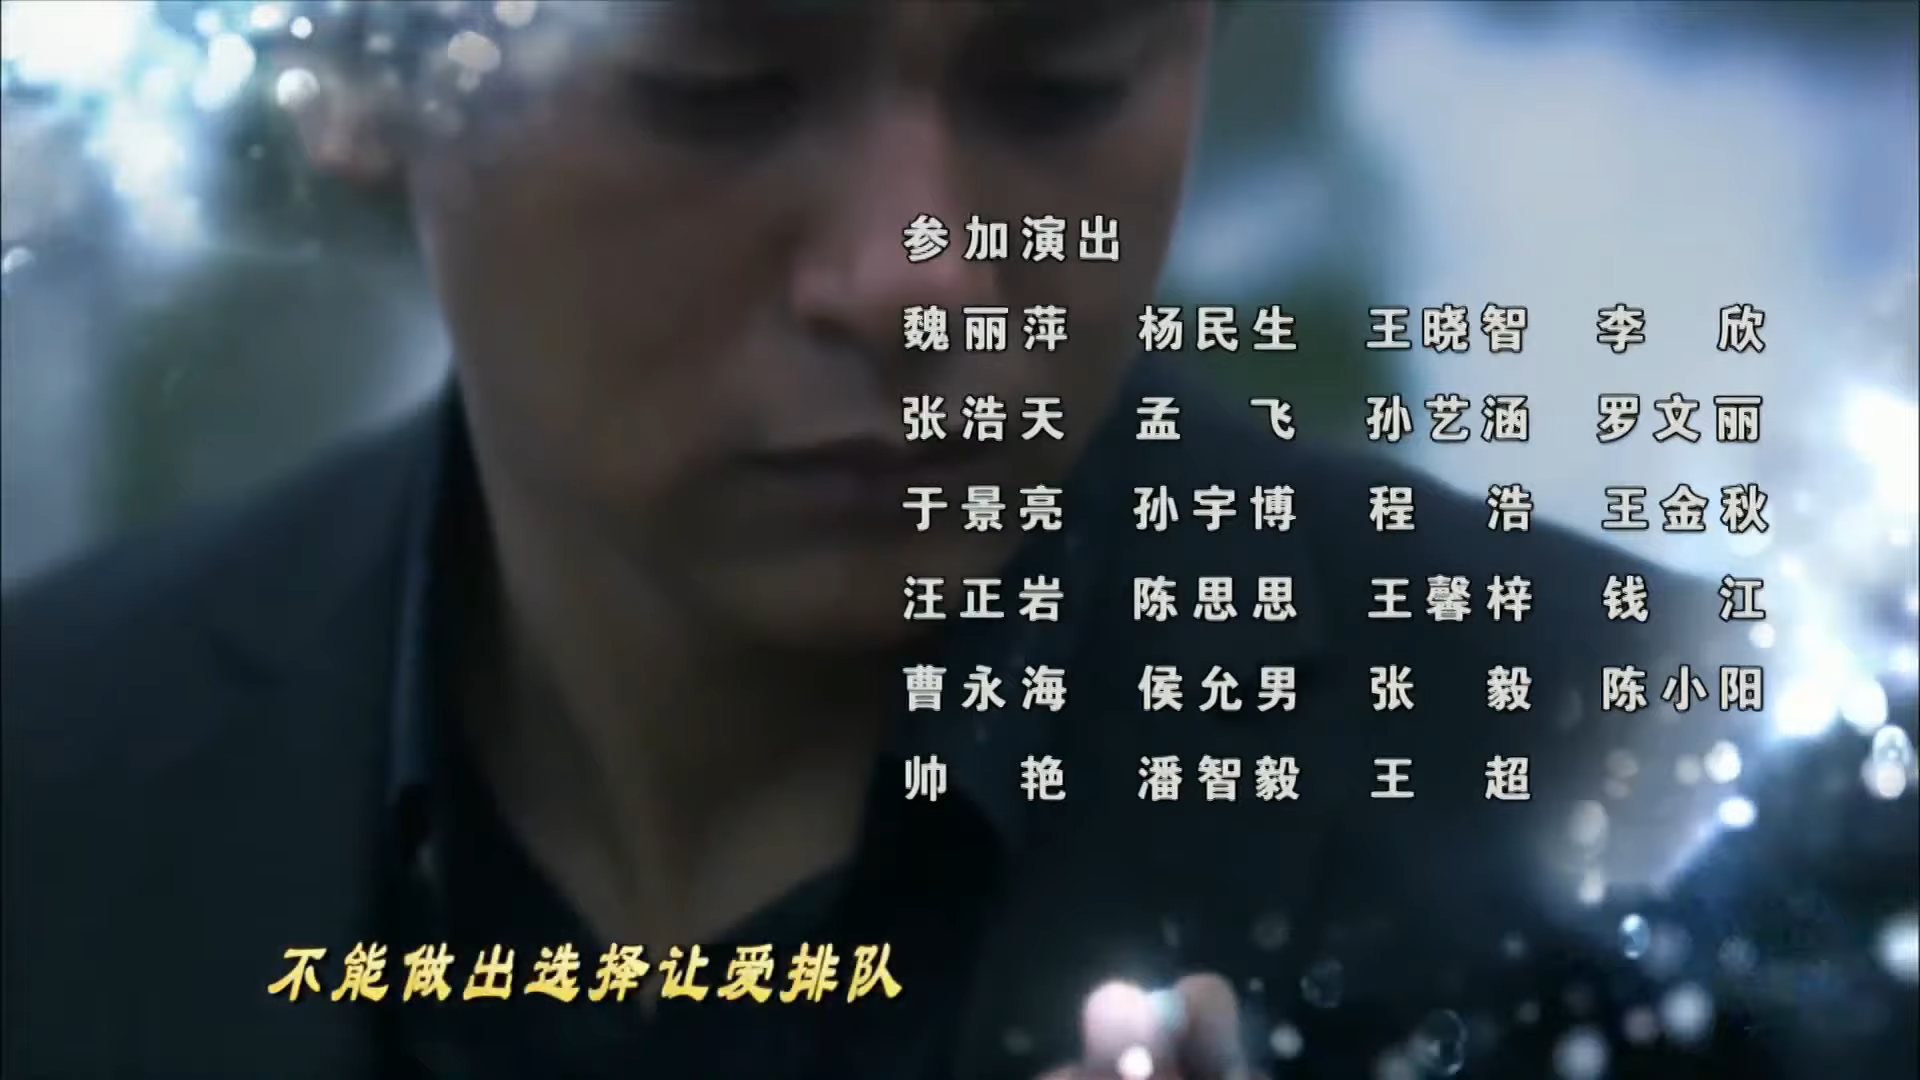 参加演出
魏丽萍 杨民生 王晓智 李欣
张浩天 孟飞 孙艺涵 罗文丽
于景亮 孙宇博 程浩 王金秋
汪正岩 陈思思 王馨梓 钱江
曹永海 侯允男 张毅 陈小阳
帅艳 潘智毅 王超
不能做出选择让爱排队